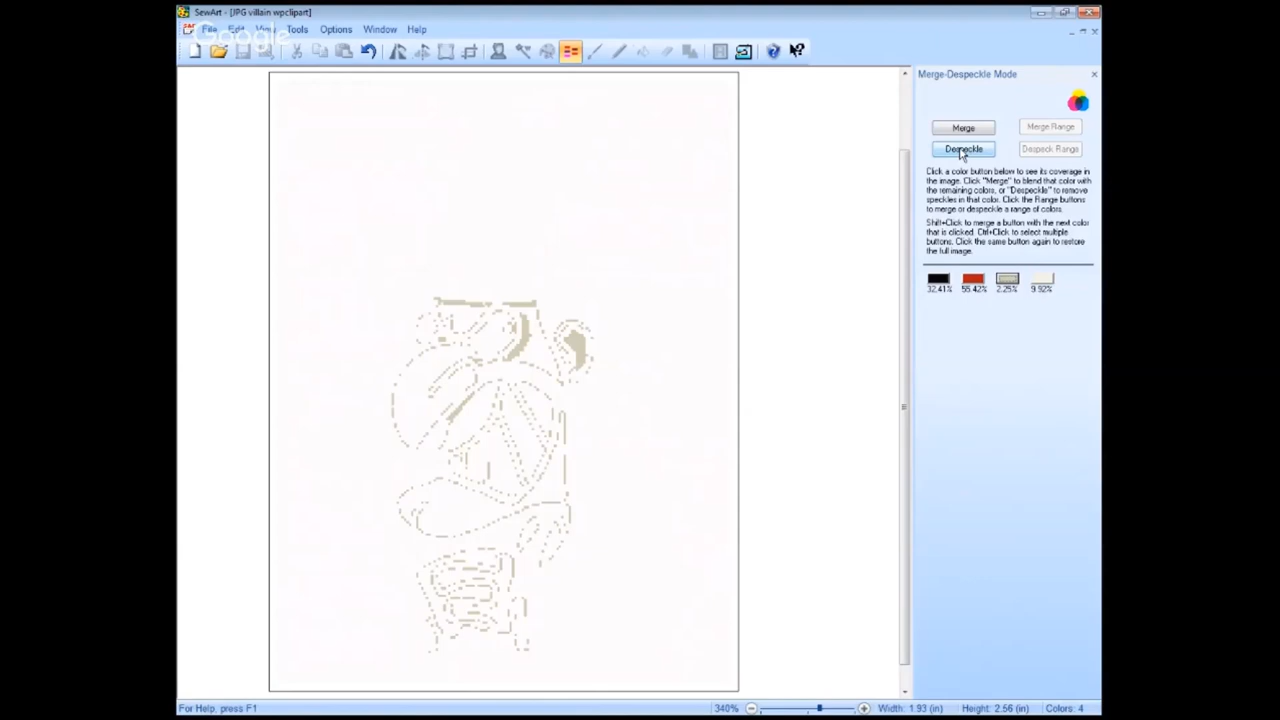 SewArt - [JPG villain wpclipart]
File Edit View Tools Options Window Help
Google
Merge-Despeckle Mode
Merge
Merge Range
Despeckle
Despeck Range
Click a color button below to see its coverage in
the image. Click "Merge" to blend that color with
the remaining colors, or "Despeckle" to remove
speckles in that color. Click the Range buttons
to merge or despeckle a range of colors.
Shift+Click to merge a button with the next color
that is clicked. Ctrl+Click to select multiple
buttons. Click the same button again to restore
the full image.
32.41% 55.42% 2.25% 9.92%
For Help, press F1
340%
Width: 1.93 (in)
Height: 2.56 (in)
Colors: 4